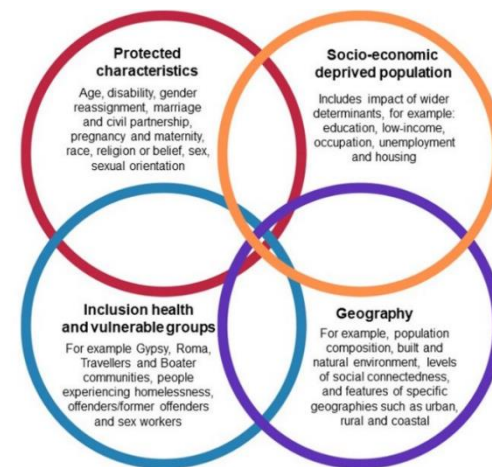 Protected
characteristics
Age, disability, gender
reassignment, marriage
and civil partnership,
pregnancy and maternity,
race, religion or belief, sex,
sexual orientation
Socio-economic
deprived population
Includes impact of wider
determinants, for example:
education, low-income,
occupation, unemployment
and housing
Inclusion health
and vulnerable groups
For example Gypsy, Roma,
Travellers and Boater
communities, people
experiencing homelessness,
offenders/former offenders
and sex workers
Geography
For example, population
composition, built and
natural environment, levels
of social connectedness,
and features of specific
geographies such as urban,
rural and coastal